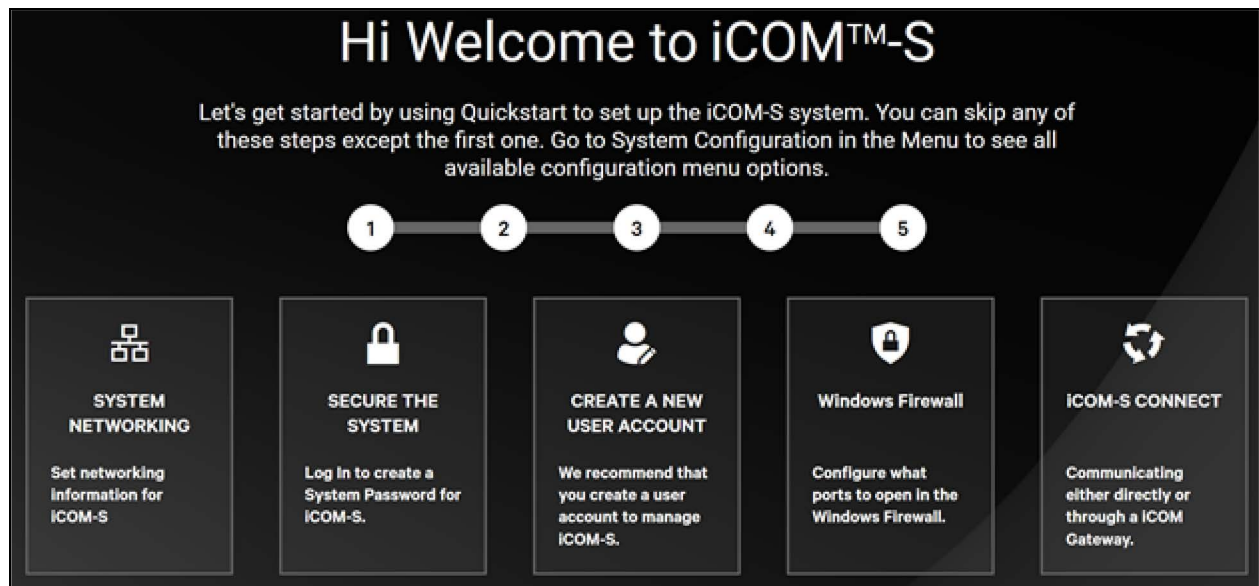 Hi Welcome to iCOM™-S
Let's get started by using Quickstart to set up the iCOM-S system. You can skip any of
these steps except the first one. Go to System Configuration in the Menu to see all
available configuration menu options.
1 2 3 4 5
SYSTEM
NETWORKING
Set networking
information for
iCOM-S
SECURE THE
SYSTEM
Log In to create a
System Password for
iCOM-S.
CREATE A NEW
USER ACCOUNT
We recommend that
you create a user
account to manage
iCOM-S.
Windows Firewall
Configure what
ports to open in the
Windows Firewall.
iCOM-S CONNECT
Communicating
either directly or
through a iCOM
Gateway.